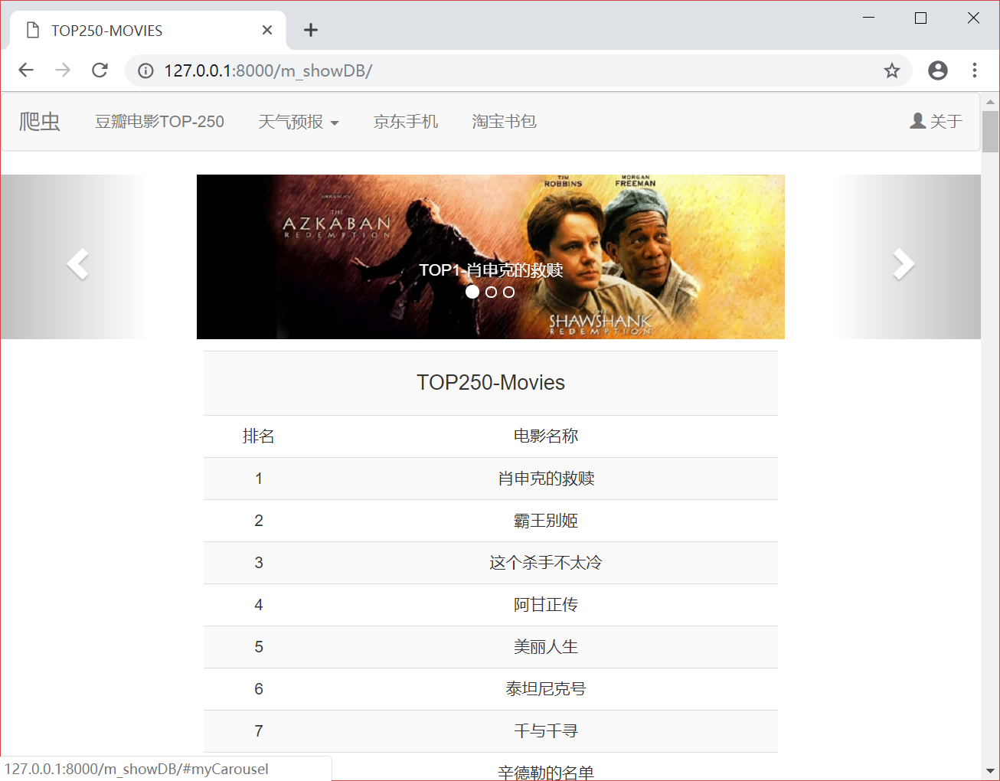 TOP250-MOVIES
127.0.0.1:8000/m_showDB/
爬虫 豆瓣电影TOP-250 天气预报 京东手机 淘宝书包 关于
TIM ROBBINS MORGAN FREEMAN
THE
AZKABAN
REDEMPTION
TOP1-肖申克的救赎
THE
SHAWSHANK
REDEMPTION
TOP250-Movies
排名 电影名称
1 肖申克的救赎
2 霸王别姬
3 这个杀手不太冷
4 阿甘正传
5 美丽人生
6 泰坦尼克号
7 千与千寻
辛德勒的名单
127.0.0.1:8000/m_showDB/#myCarousel